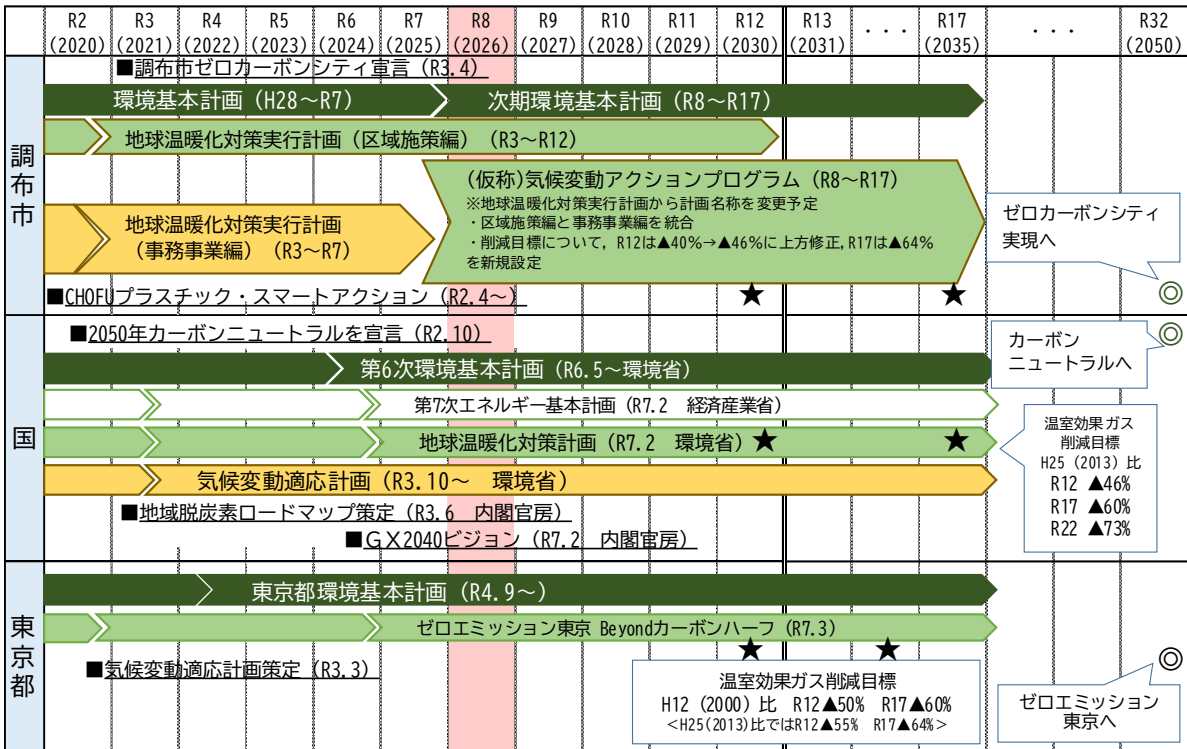 R2 R3 R4 R5 R6 R7 R8 R9 R10 R11 R12 R13 ・・・ R17 ・・・ R32
(2020) (2021) (2022) (2023) (2024) (2025) (2026) (2027) (2028) (2029) (2030) (2031) (2035) (2050)
調布市
■調布市ゼロカーボンシティ宣言（R3.4）
環境基本計画（H28～R7）
次期環境基本計画（R8～R17）
地球温暖化対策実行計画（区域施策編）（R3～R12）
地球温暖化対策実行計画
（事務事業編）（R3～R7）
(仮称)気候変動アクションプログラム（R8～R17）
※地球温暖化対策実行計画から計画名称を変更予定
・区域施策編と事務事業編を統合
・削減目標について，R12は▲40%→▲46%に上方修正,R17は▲64%
を新規設定
ゼロカーボンシティ
実現へ
■CHOFUプラスチック・スマートアクション（R2.4～）
★ ★ ◎
国
■2050年カーボンニュートラルを宣言（R2.10）
◎
カーボン
ニュートラルへ
第6次環境基本計画（R6.5～環境省）
第7次エネルギー基本計画（R7.2　経済産業省）
地球温暖化対策計画（R7.2　環境省）★ ★
気候変動適応計画（R3.10～　環境省）
■地域脱炭素ロードマップ策定（R3.6　内閣官房）
■ＧＸ2040ビジョン（R7.2　内閣官房）
温室効果ガス
削減目標
H25（2013）比
R12 ▲46%
R17 ▲60%
R22 ▲73%
東京都
東京都環境基本計画（R4.9～）
ゼロエミッション東京 Beyondカーボンハーフ（R7.3）
★ ★ ◎
■気候変動適応計画策定（R3.3）
温室効果ガス削減目標
H12（2000）比　R12▲50%　R17▲60%
＜H25(2013)比ではR12▲55%　R17▲64%＞
ゼロエミッション
東京へ